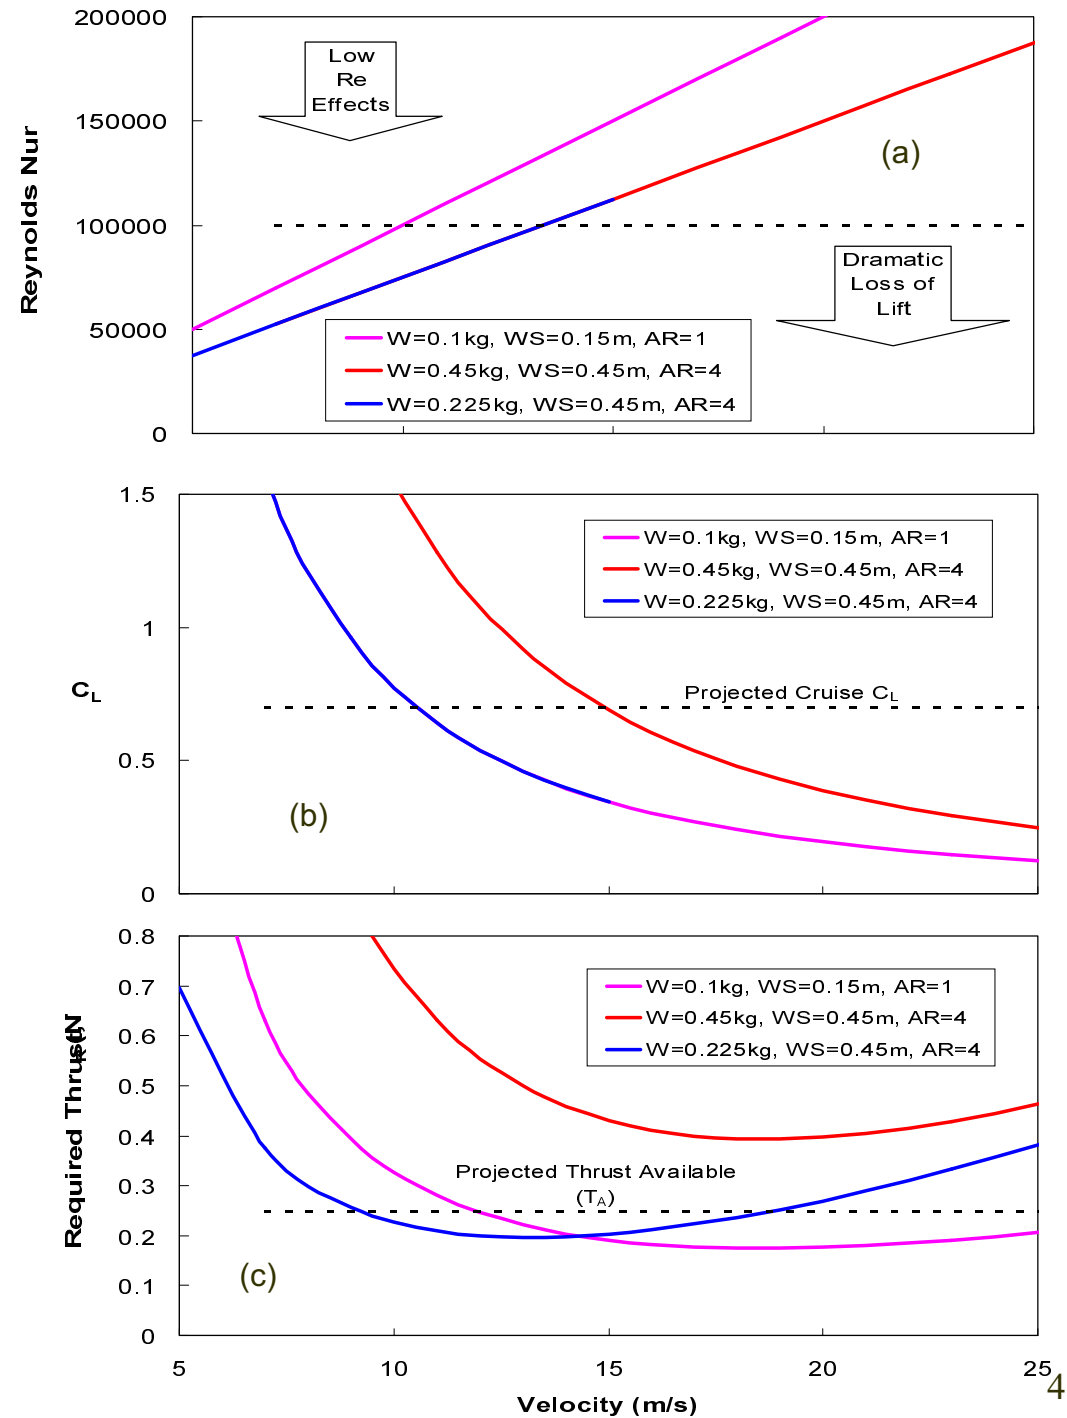 200000
150000
100000
50000
0
Reynolds Nur
Low
Re
Effects
(a)
Dramatic
Loss of
Lift
W=0.1kg, WS=0.15m, AR=1
W=0.45kg, WS=0.45m, AR=4
W=0.225kg, WS=0.45m, AR=4
1.5
1
0.5
0
CL
W=0.1kg, WS=0.15m, AR=1
W=0.45kg, WS=0.45m, AR=4
W=0.225kg, WS=0.45m, AR=4
Projected Cruise CL
(b)
0.8
0.7
0.6
0.5
0.4
0.3
0.2
0.1
0
Required
W=0.1kg, WS=0.15m, AR=1
W=0.45kg, WS=0.45m, AR=4
W=0.225kg, WS=0.45m, AR=4
Projected Thrust Available
(TA)
(c)
5 10 15 20 25
Velocity (m/s)
4